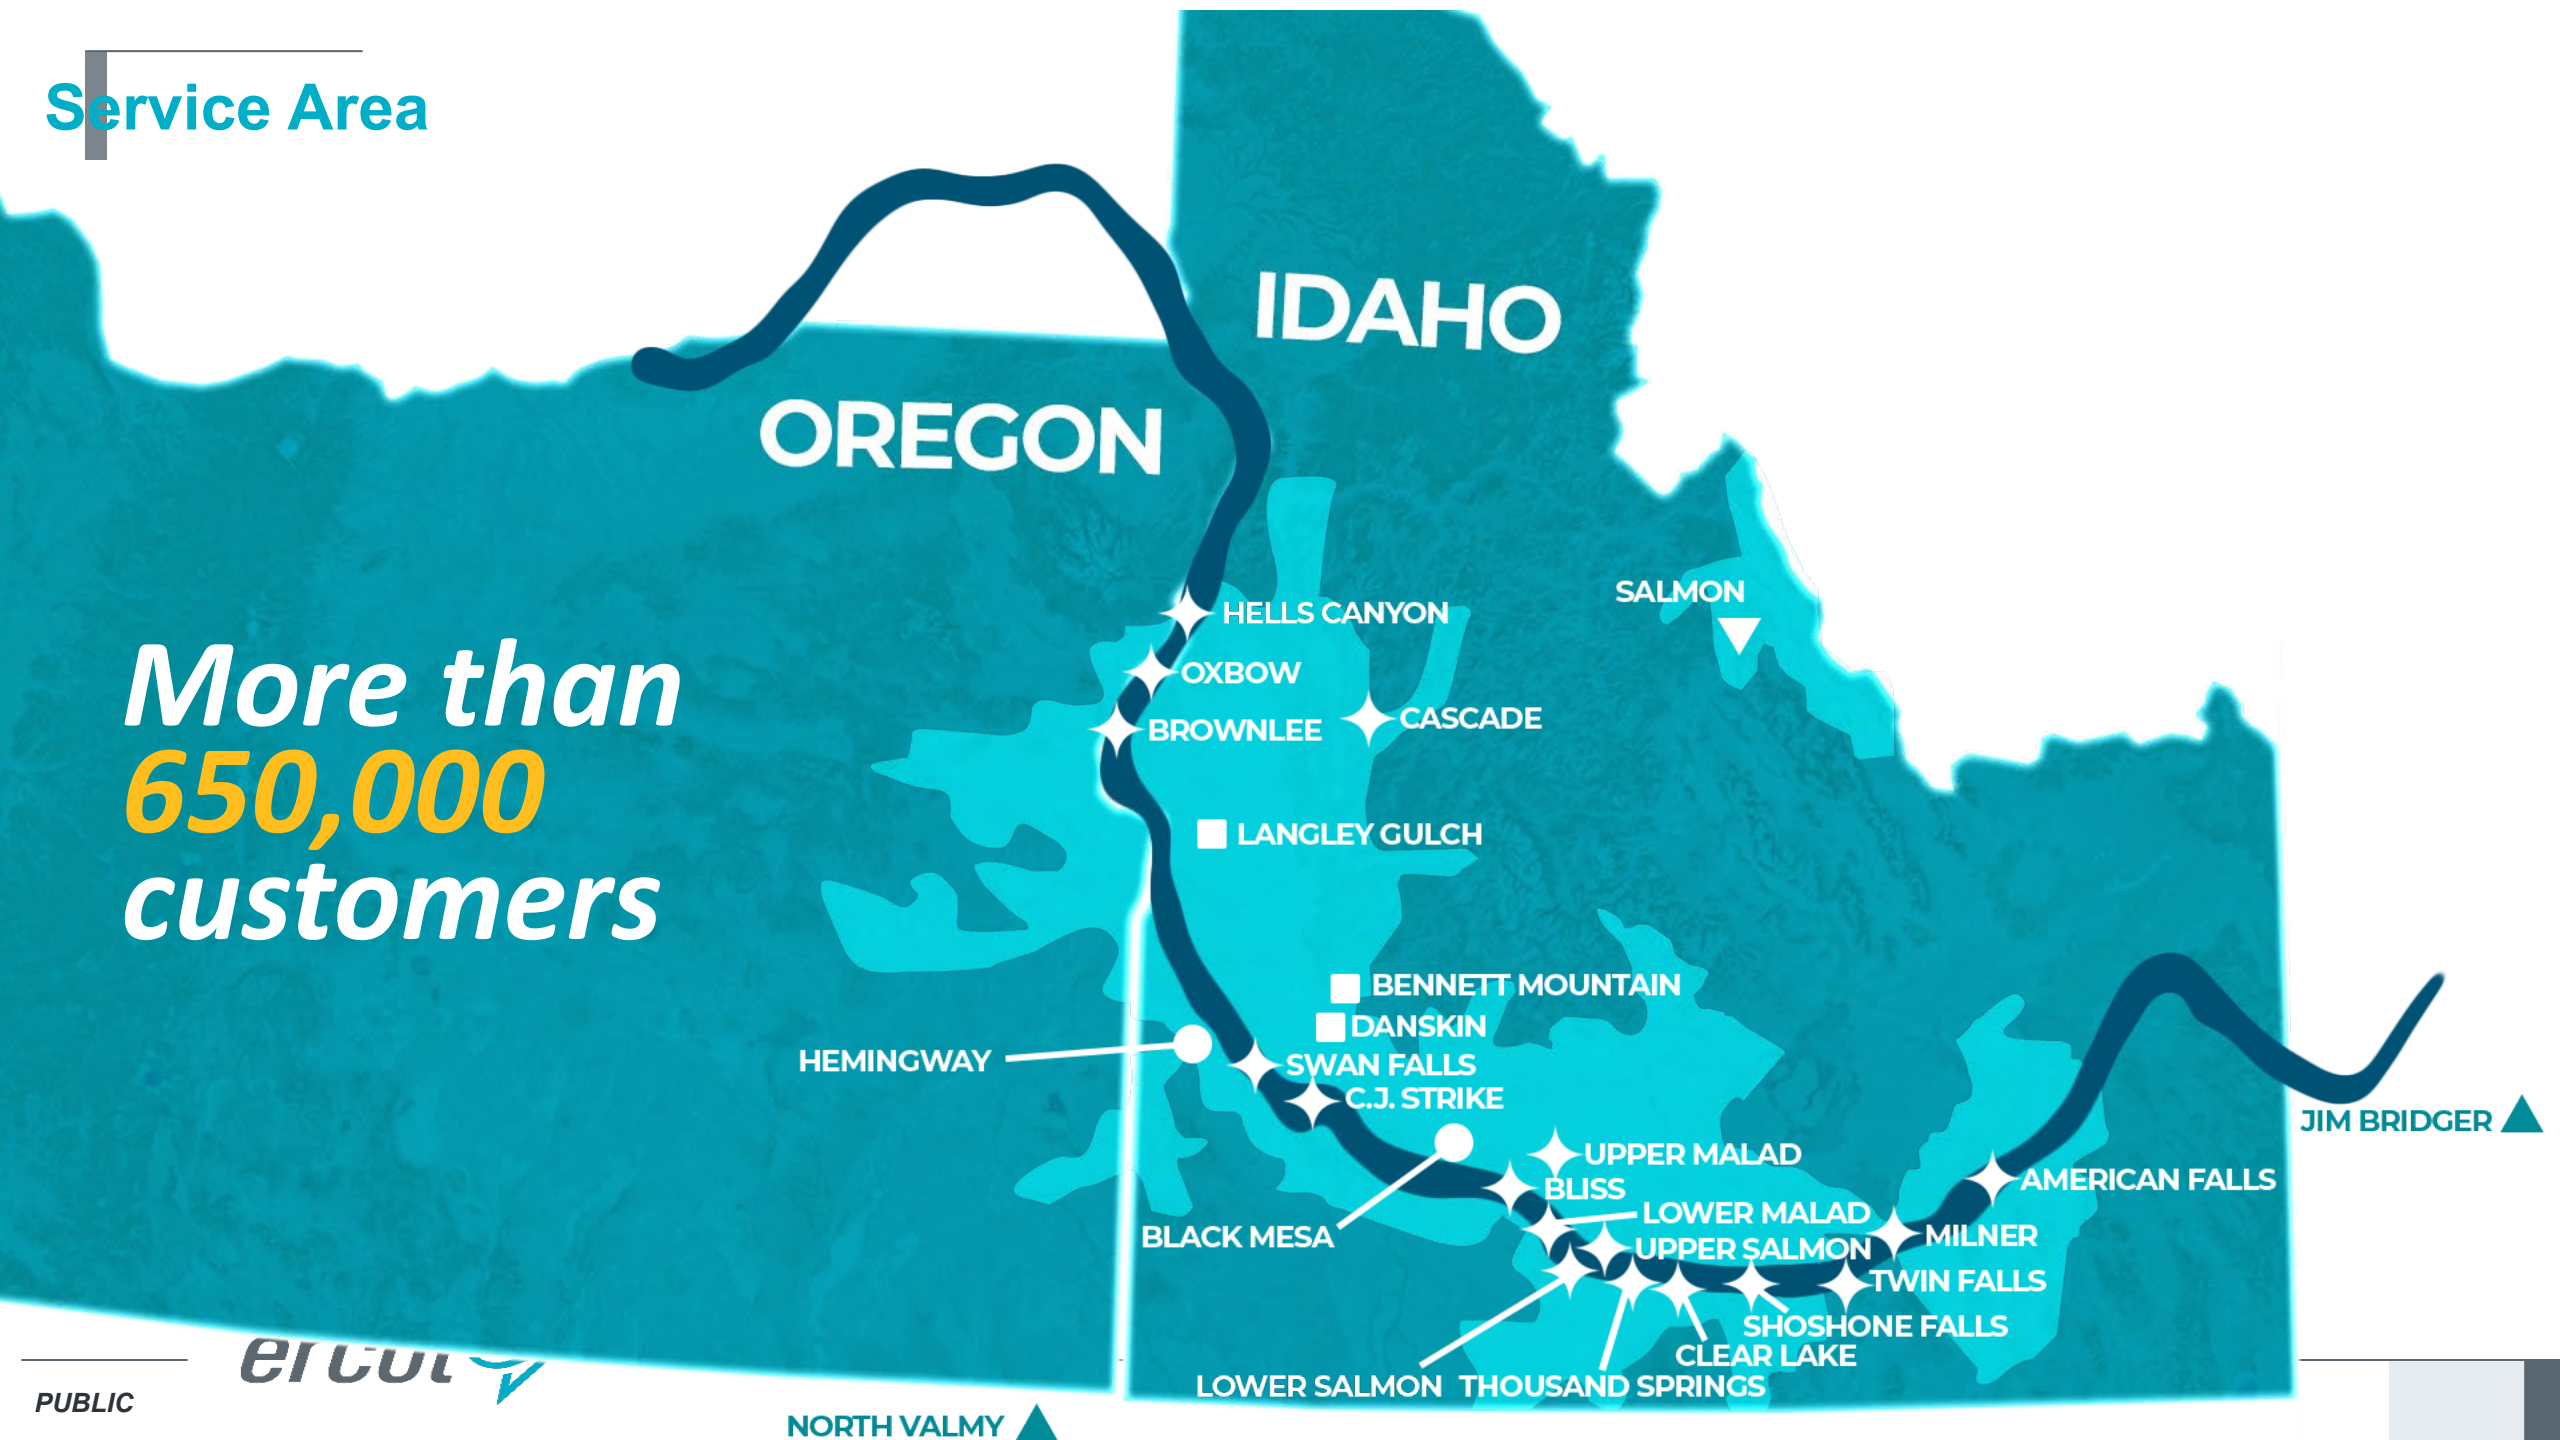 Service Area
IDAHO
OREGON
SALMON
HELLS CANYON
OXBOW
BROWNLEE
CASCADE
More than
650,000
customers
LANGLEY GULCH
BENNETT MOUNTAIN
DANSKIN
HEMINGWAY
SWAN FALLS
C.J. STRIKE
JIM BRIDGER
UPPER MALAD
BLISS
AMERICAN FALLS
LOWER MALAD
BLACK MESA
MILNER
UPPER SALMON
TWIN FALLS
SHOSHONE FALLS
CLEAR LAKE
LOWER SALMON
THOUSAND SPRINGS
ercot
PUBLIC
NORTH VALMY